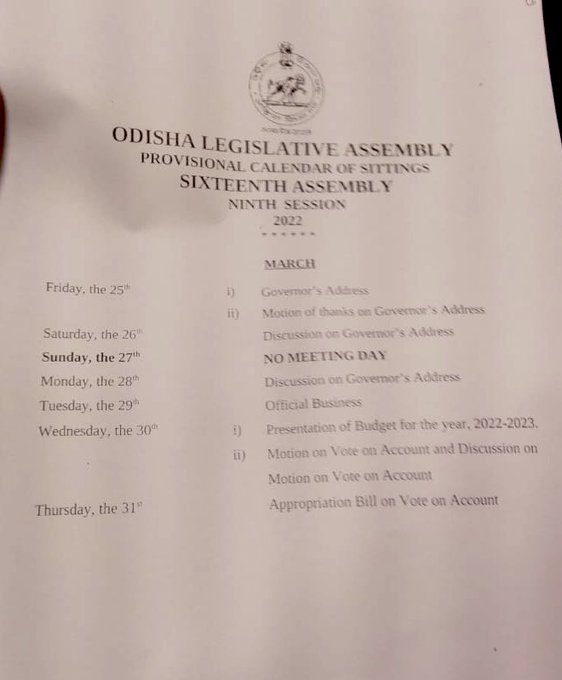 ODISHA LEGISLATIVE ASSEMBLY
PROVISIONAL CALENDAR OF SITTINGS
SIXTEENTH ASSEMBLY
NINTH SESSION
2022
******
MARCH
Friday, the 25th i) Governor's Address
ii) Motion of thanks on Governor's Address
Saturday, the 26th Discussion on Governor's Address
Sunday, the 27th NO MEETING DAY
Monday, the 28th Discussion on Governor's Address
Tuesday, the 29th Official Business
Wednesday, the 30th i) Presentation of Budget for the year, 2022-2023.
ii) Motion on Vote on Account and Discussion on
Motion on Vote on Account
Thursday, the 31st Appropriation Bill on Vote on Account